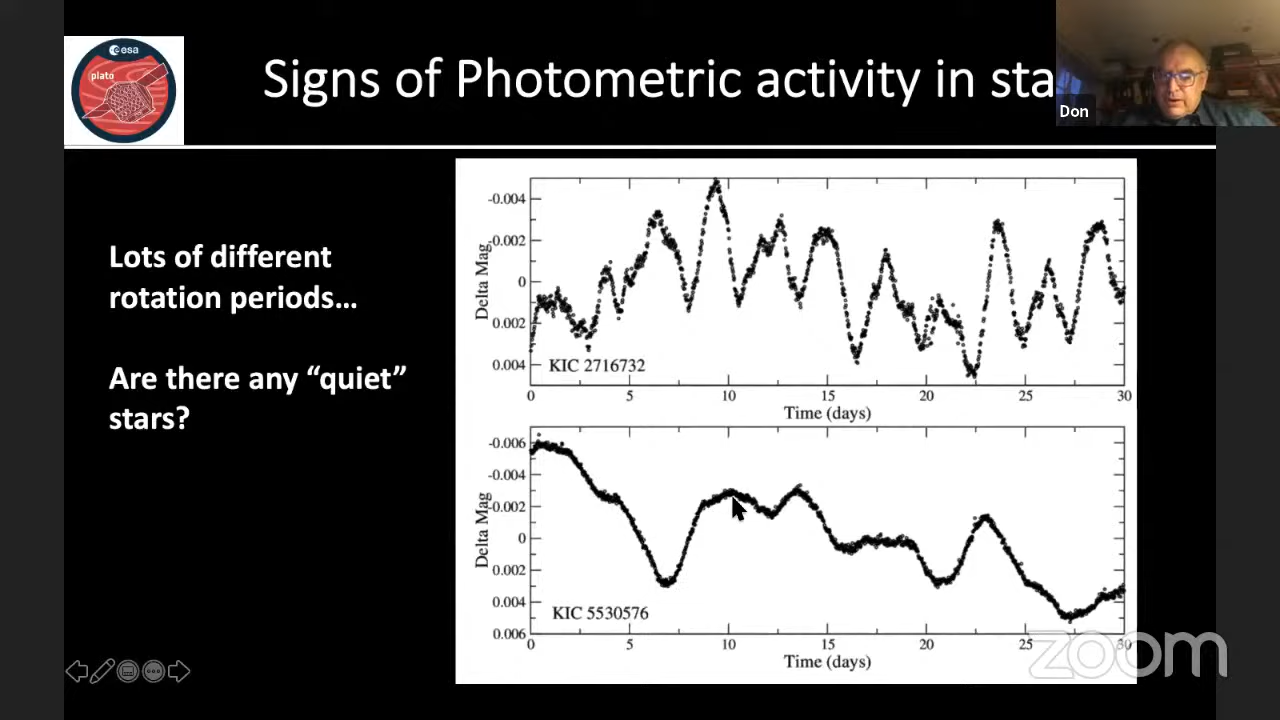 esa
plato
Signs of Photometric activity in sta
Don
Lots of different
rotation periods...
Are there any “quiet”
stars?
-0.004
-0.002
0
0.002
0.004
Delta Mag
KIC 2716732
0 5 10 15 20 25 30
Time (days)
-0.006
-0.004
-0.002
0
0.002
0.004
0.006
Delta Mag
KIC 5530576
0 5 10 15 20 25 30
Time (days)
zoom